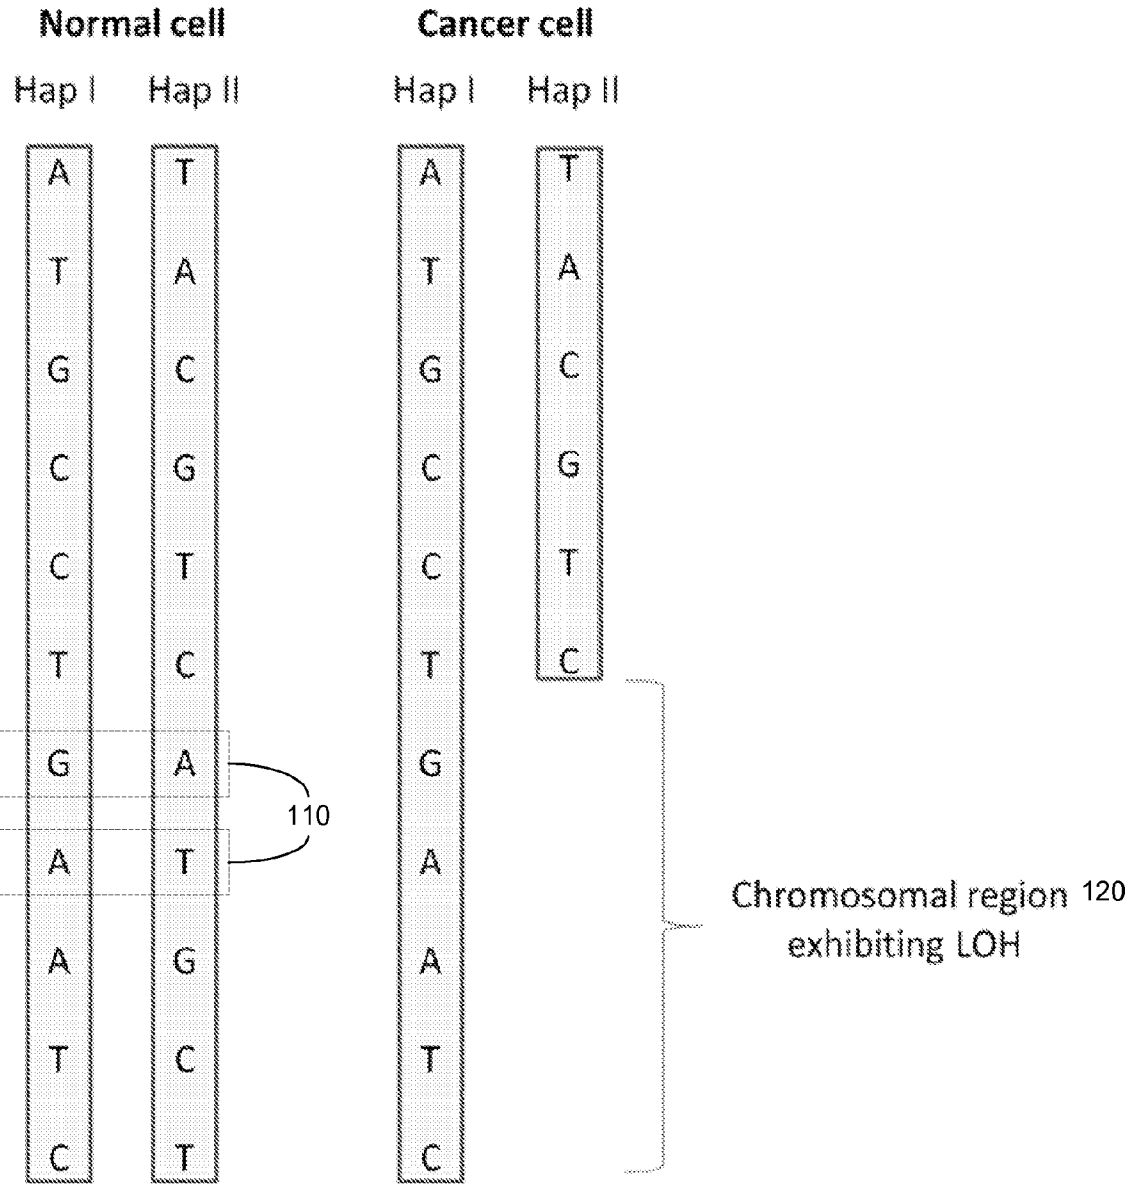 Normal cell Cancer cell
Hap I Hap II Hap I Hap II
A T A T
T A T A
G C G C
C G C G
C T C T
T C T C
G A G
110
A T A
Chromosomal region 120
exhibiting LOH
A G A
T C T
C T C